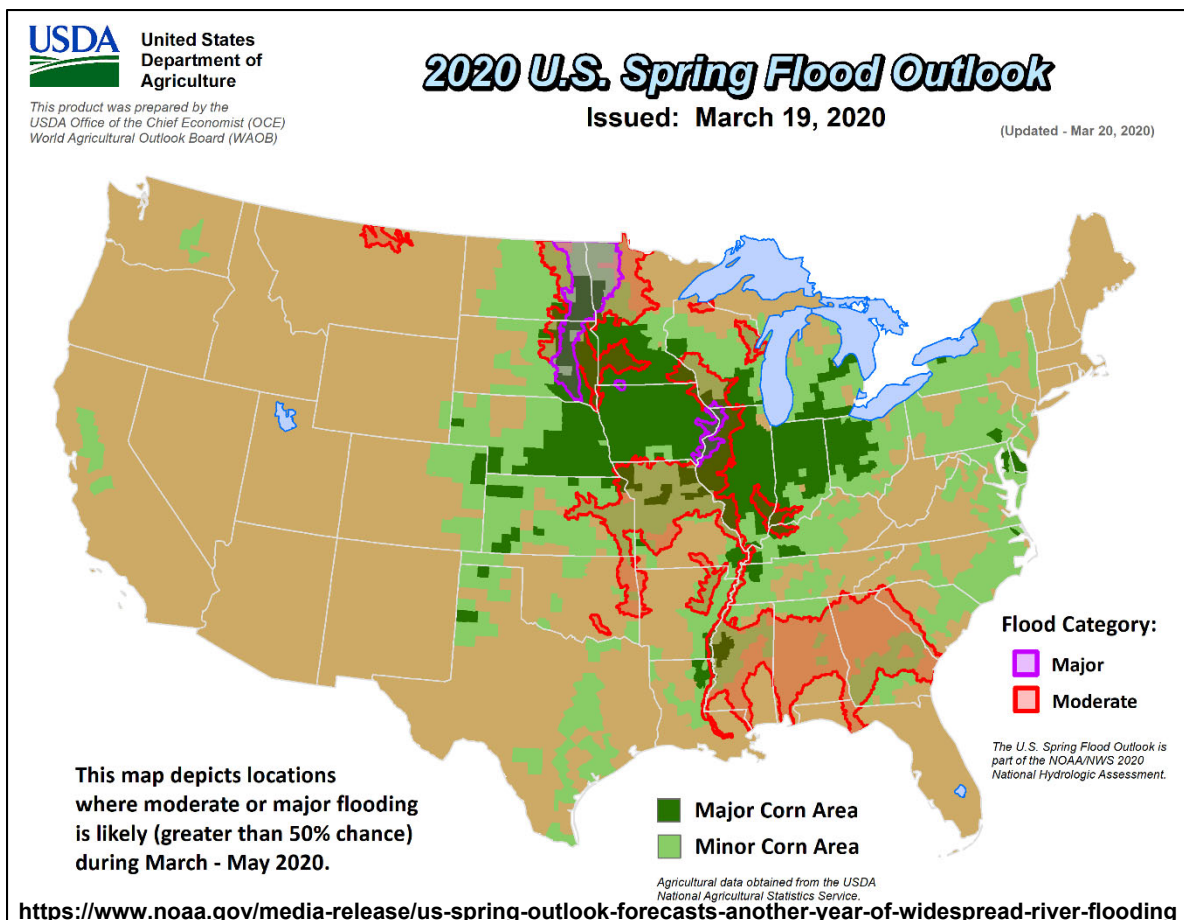 USDA
United States
Department of
Agriculture
This product was prepared by the
USDA Office of the Chief Economist (OCE)
World Agricultural Outlook Board (WAOB)
2020 U.S. Spring Flood Outlook
Issued: March 19, 2020
(Updated - Mar 20, 2020)
Flood Category:
Major
Moderate
The U.S. Spring Flood Outlook is
part of the NOAA/NWS 2020
National Hydrologic Assessment.
This map depicts locations
where moderate or major flooding
is likely (greater than 50% chance)
during March - May 2020.
Major Corn Area
Minor Corn Area
Agricultural data obtained from the USDA
National Agricultural Statistics Service.
https://www.noaa.gov/media-release/us-spring-outlook-forecasts-another-year-of-widespread-river-flooding